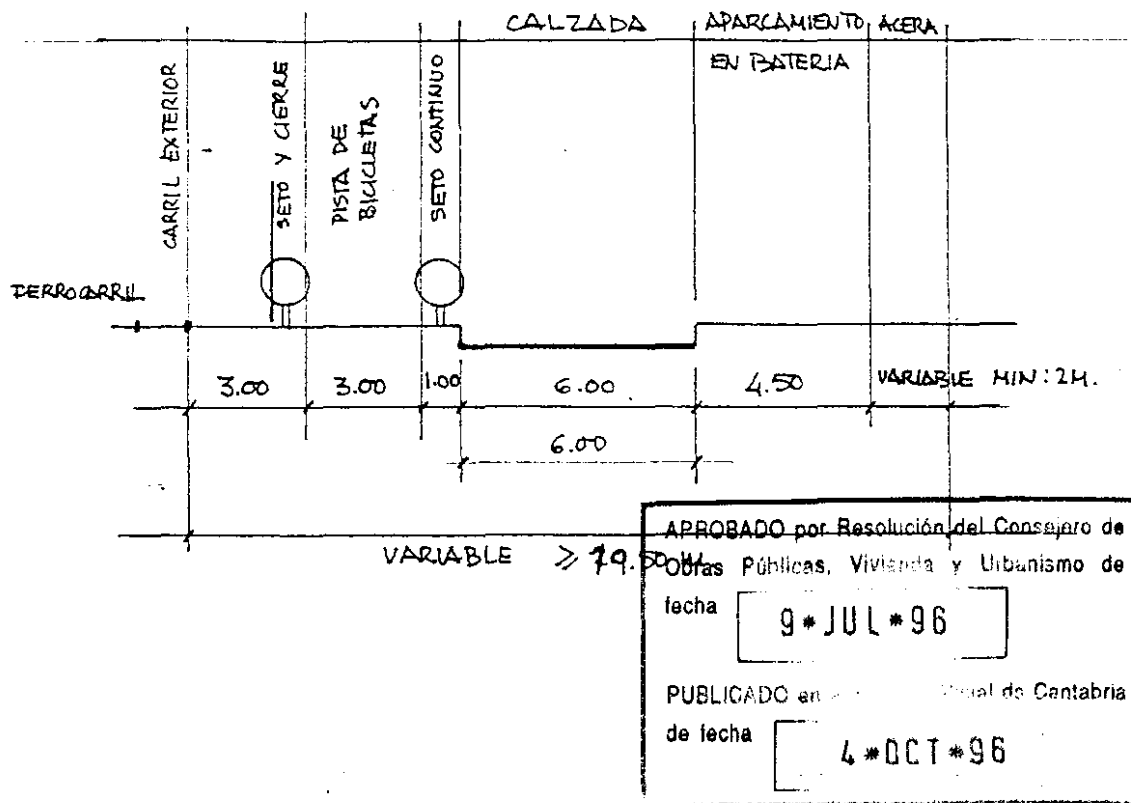 CALZADA
APARCAMIENTO
EN BATERIA
ACERA
CARRIL EXTERIOR
SETO Y CIERRE
PISTA DE
BICICLETAS
SETO CONTINUO
FERROCARRIL
3.00
3.00
1.00
6.00
4.50
VARIABLE MIN: 2M.
6.00
VARIABLE ≥ 19.50 M.
APROBADO por Resolución del Consejero de
Obras Públicas, Vivienda y Urbanismo de
fecha
9*JUL*96
PUBLICADO en
de Cantabria
de fecha
4*OCT*96